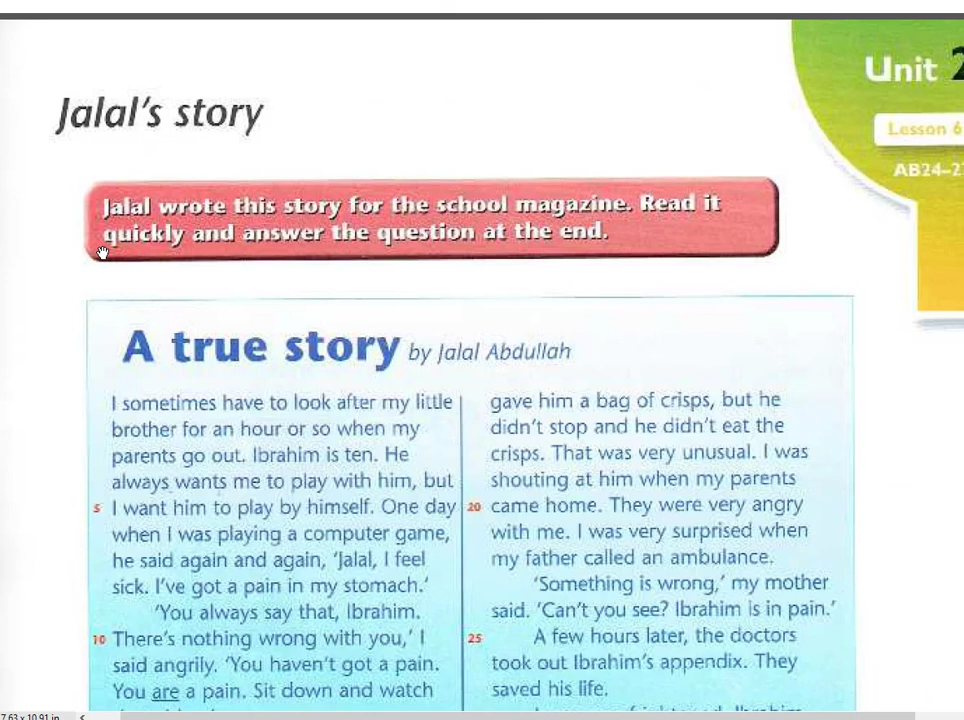 Unit 2
Jalal's story
Lesson 6
AB24–2
Jalal wrote this story for the school magazine. Read it
quickly and answer the question at the end.
A true story by Jalal Abdullah
I sometimes have to look after my little
brother for an hour or so when my
parents go out. Ibrahim is ten. He
always wants me to play with him, but
5 I want him to play by himself. One day
when I was playing a computer game,
he said again and again, 'Jalal, I feel
sick. I've got a pain in my stomach.'
'You always say that, Ibrahim.
10 There's nothing wrong with you,' I
said angrily. 'You haven't got a pain.
You are a pain. Sit down and watch
gave him a bag of crisps, but he
didn't stop and he didn't eat the
crisps. That was very unusual. I was
shouting at him when my parents
20 came home. They were very angry
with me. I was very surprised when
my father called an ambulance.
'Something is wrong,' my mother
said. 'Can't you see? Ibrahim is in pain.'
25 A few hours later, the doctors
took out Ibrahim's appendix. They
saved his life.
7.63 x 10.91 in